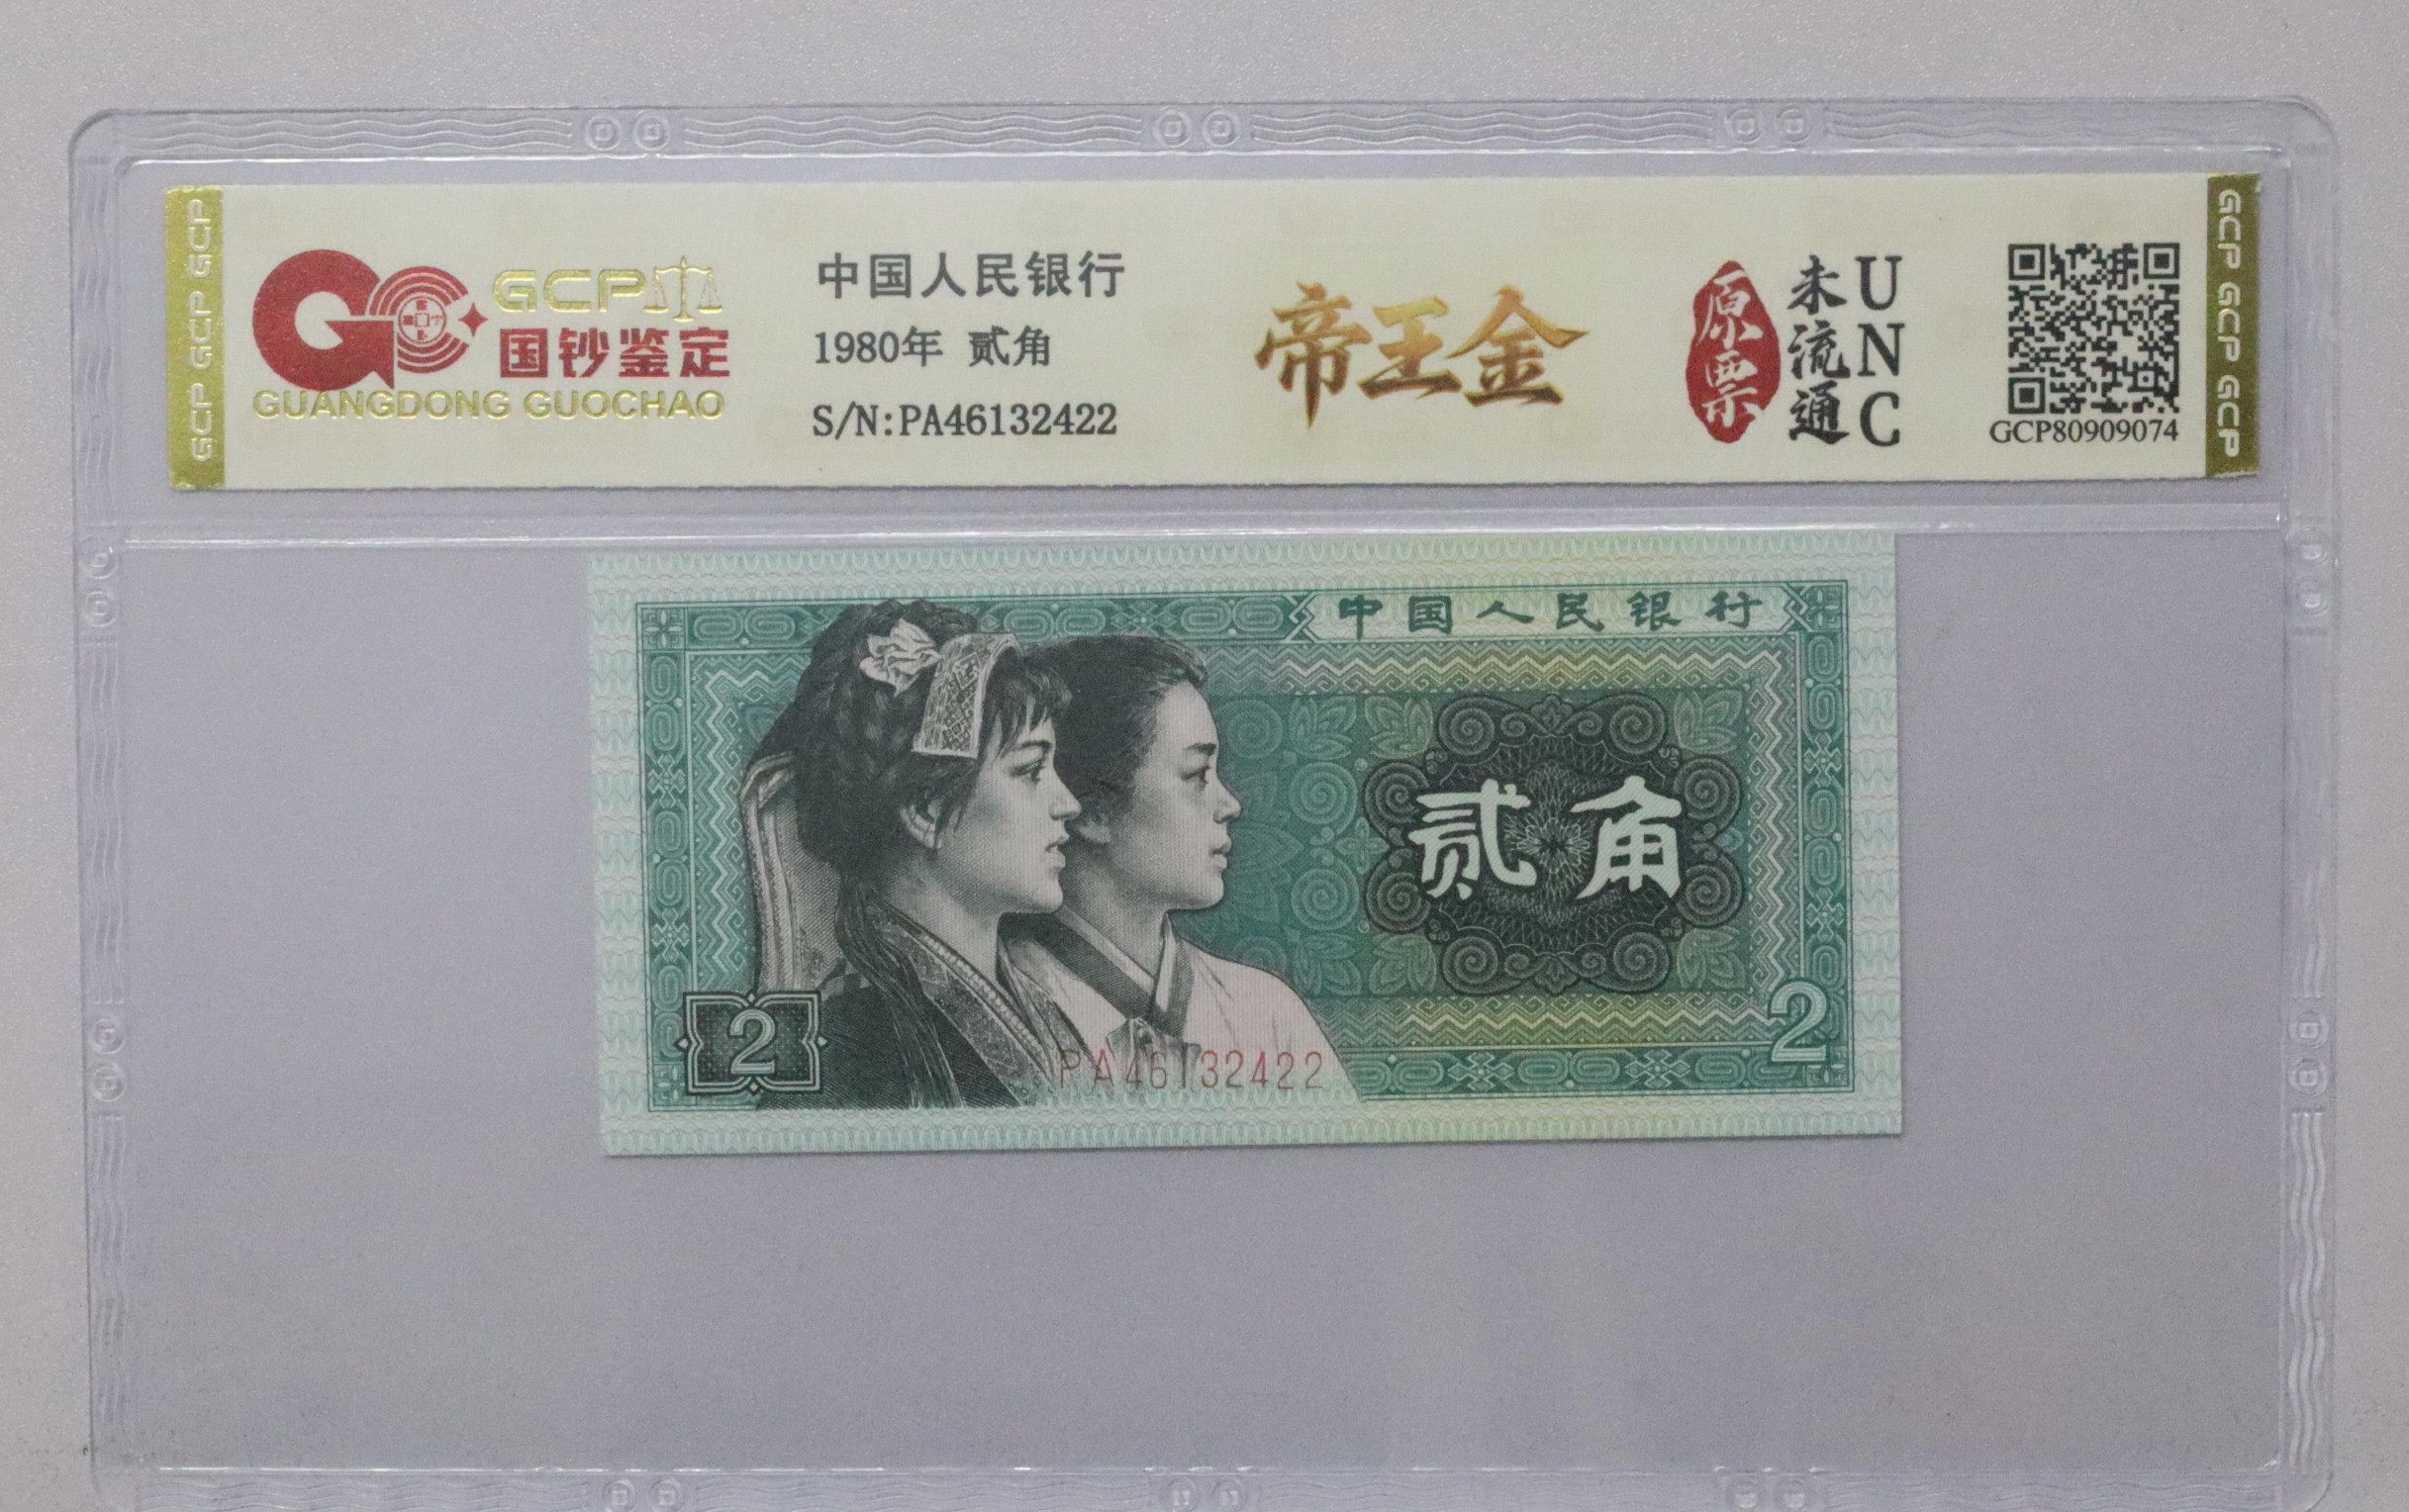 GCP GCP GCP
GCP
国钞鉴定
GUANGDONG GUOCHAO
中国人民银行
1980年 贰角
S/N:PA46132422
帝王金
原票
未流通
UNC
GCP80909074
GCP GCP GCP
中国人民银行
贰角
2
2
PA46132422